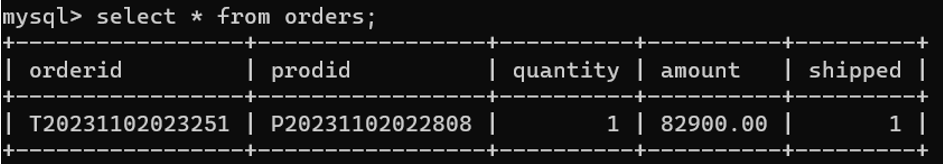 mysql> select * from orders;
+-----------------+-----------------+----------+----------+---------+
| orderid         | prodid          | quantity | amount   | shipped |
+-----------------+-----------------+----------+----------+---------+
| T20231102023251 | P20231102022808 |        1 | 82900.00 |       1 |
+-----------------+-----------------+----------+----------+---------+